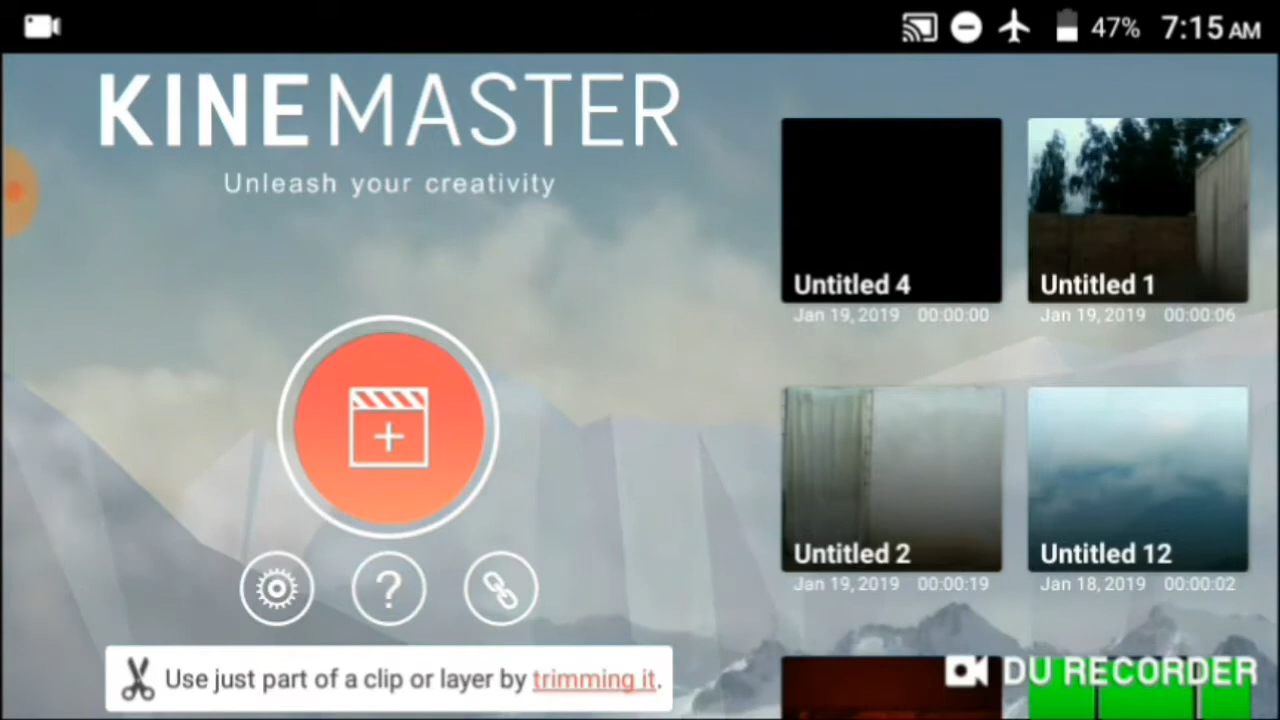 47% 7:15 AM
KINEMASTER
Unleash your creativity
Untitled 4
Jan 19, 2019 00:00:00
Untitled 1
Jan 19, 2019 00:00:06
Untitled 2
Jan 19, 2019 00:00:19
Untitled 12
Jan 18, 2019 00:00:02
?
Use just part of a clip or layer by trimming it.
DU RECORDER